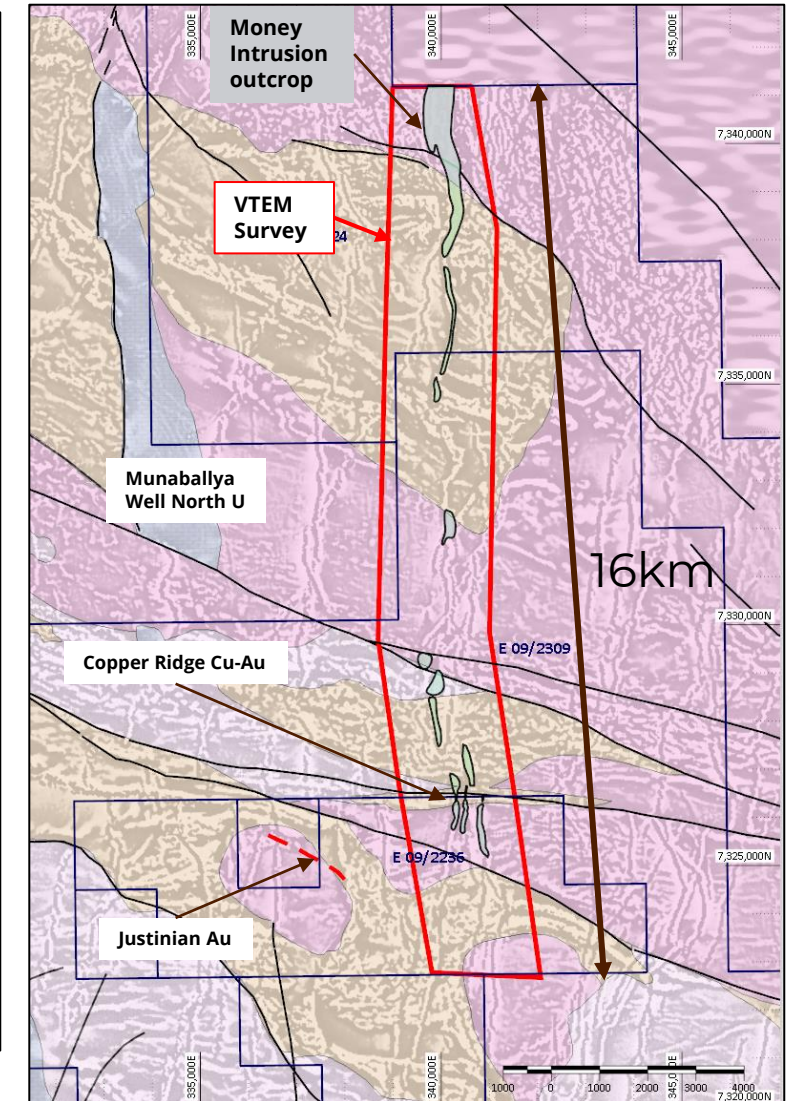 335,000E
340,000E
345,000E
Money
Intrusion
outcrop
7,340,000N
VTEM
Survey
24
7,335,000N
Munaballya
Well North U
16km
7,330,000N
E 09/2309
Copper Ridge Cu-Au
7,325,000N
E 09/2236
Justinian Au
335,000E
340,000E
345,000E
1000 0 1000 2000 3000 4000
7,320,000N